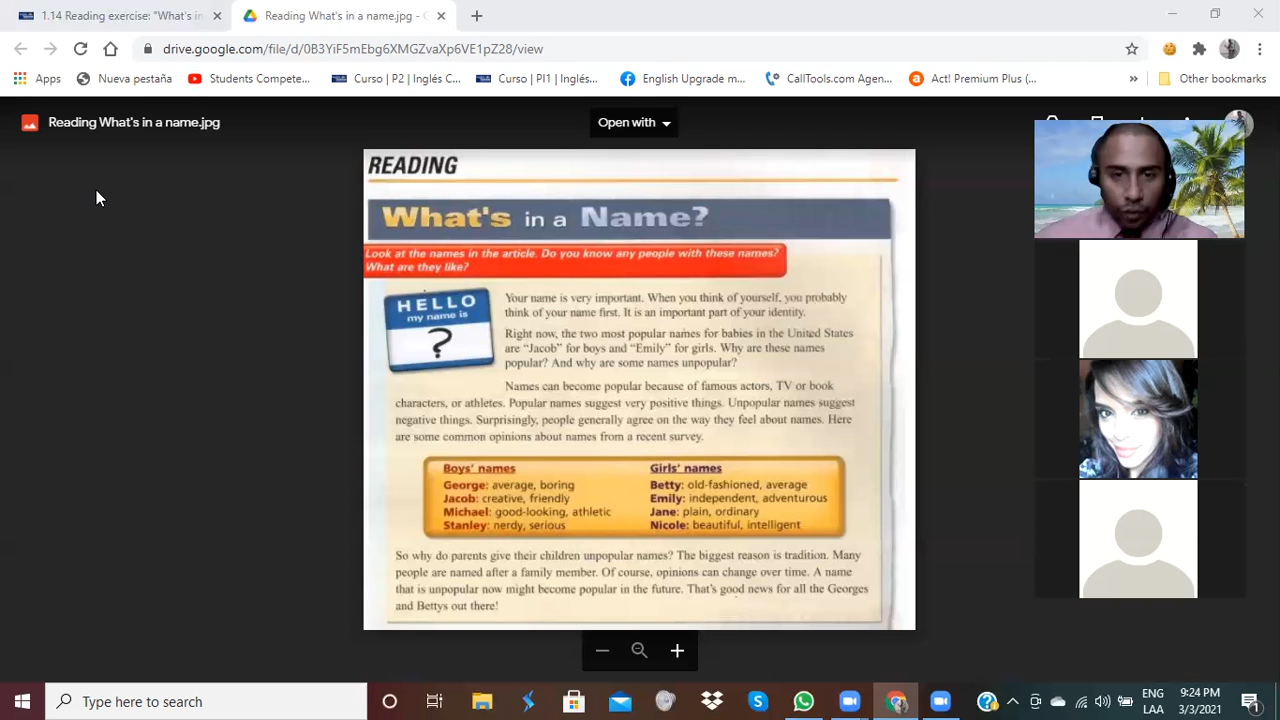 1.14 Reading exercise: "What's in
Reading What's in a name.jpg - G
drive.google.com/file/d/0B3YiF5mEbg6XMGZvaXp6VE1pZ28/view
Apps
Nueva pestaña
Students Compete...
Curso | P2 | Inglés C...
Curso | PI1 | Inglés...
English Upgrade m...
CallTools.com Agen...
Act! Premium Plus (...
»
Other bookmarks
Reading What's in a name.jpg
Open with
READING
What's in a Name?
Look at the names in the article. Do you know any people with these names?
What are they like?
HELLO
my name is
?
Your name is very important. When you think of yourself, you probably
think of your name first. It is an important part of your identity.
Right now, the two most popular names for babies in the United States
are "Jacob" for boys and "Emily" for girls. Why are these names
popular? And why are some names unpopular?
Names can become popular because of famous actors, TV or book
characters, or athletes. Popular names suggest very positive things. Unpopular names suggest
negative things. Surprisingly, people generally agree on the way they feel about names. Here
are some common opinions about names from a recent survey.
Boys' names
George: average, boring
Jacob: creative, friendly
Michael: good-looking, athletic
Stanley: nerdy, serious
Girls' names
Betty: old-fashioned, average
Emily: independent, adventurous
Jane: plain, ordinary
Nicole: beautiful, intelligent
So why do parents give their children unpopular names? The biggest reason is tradition. Many
people are named after a family member. Of course, opinions can change over time. A name
that is unpopular now might become popular in the future. That's good news for all the Georges
and Bettys out there!
Type here to search
ENG
LAA
9:24 PM
3/3/2021
1